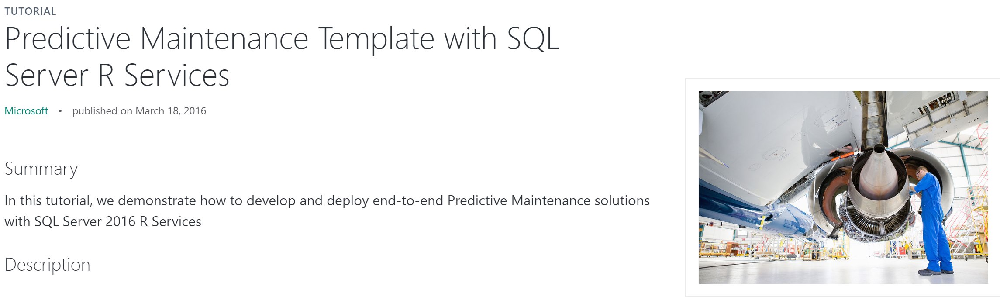 TUTORIAL
Predictive Maintenance Template with SQL
Server R Services
Microsoft • published on March 18, 2016
Summary
In this tutorial, we demonstrate how to develop and deploy end-to-end Predictive Maintenance solutions
with SQL Server 2016 R Services
Description